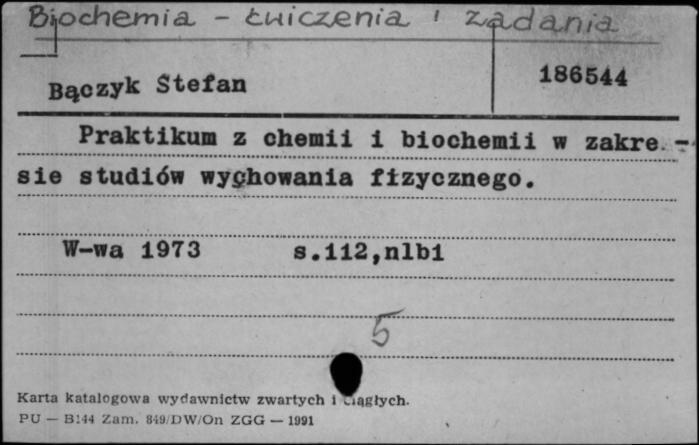 Biochemia - ćwiczenia i zadania
Bączyk Stefan
186544
Praktikum z chemii i biochemii w zakre-
sie studiów wychowania fizycznego.
W-wa 1973 s.112,nlb1
5
Karta katalogowa wydawnictw zwartych i ciągłych.
PU — B144 Zam. 849/DW/On ZGG — 1991